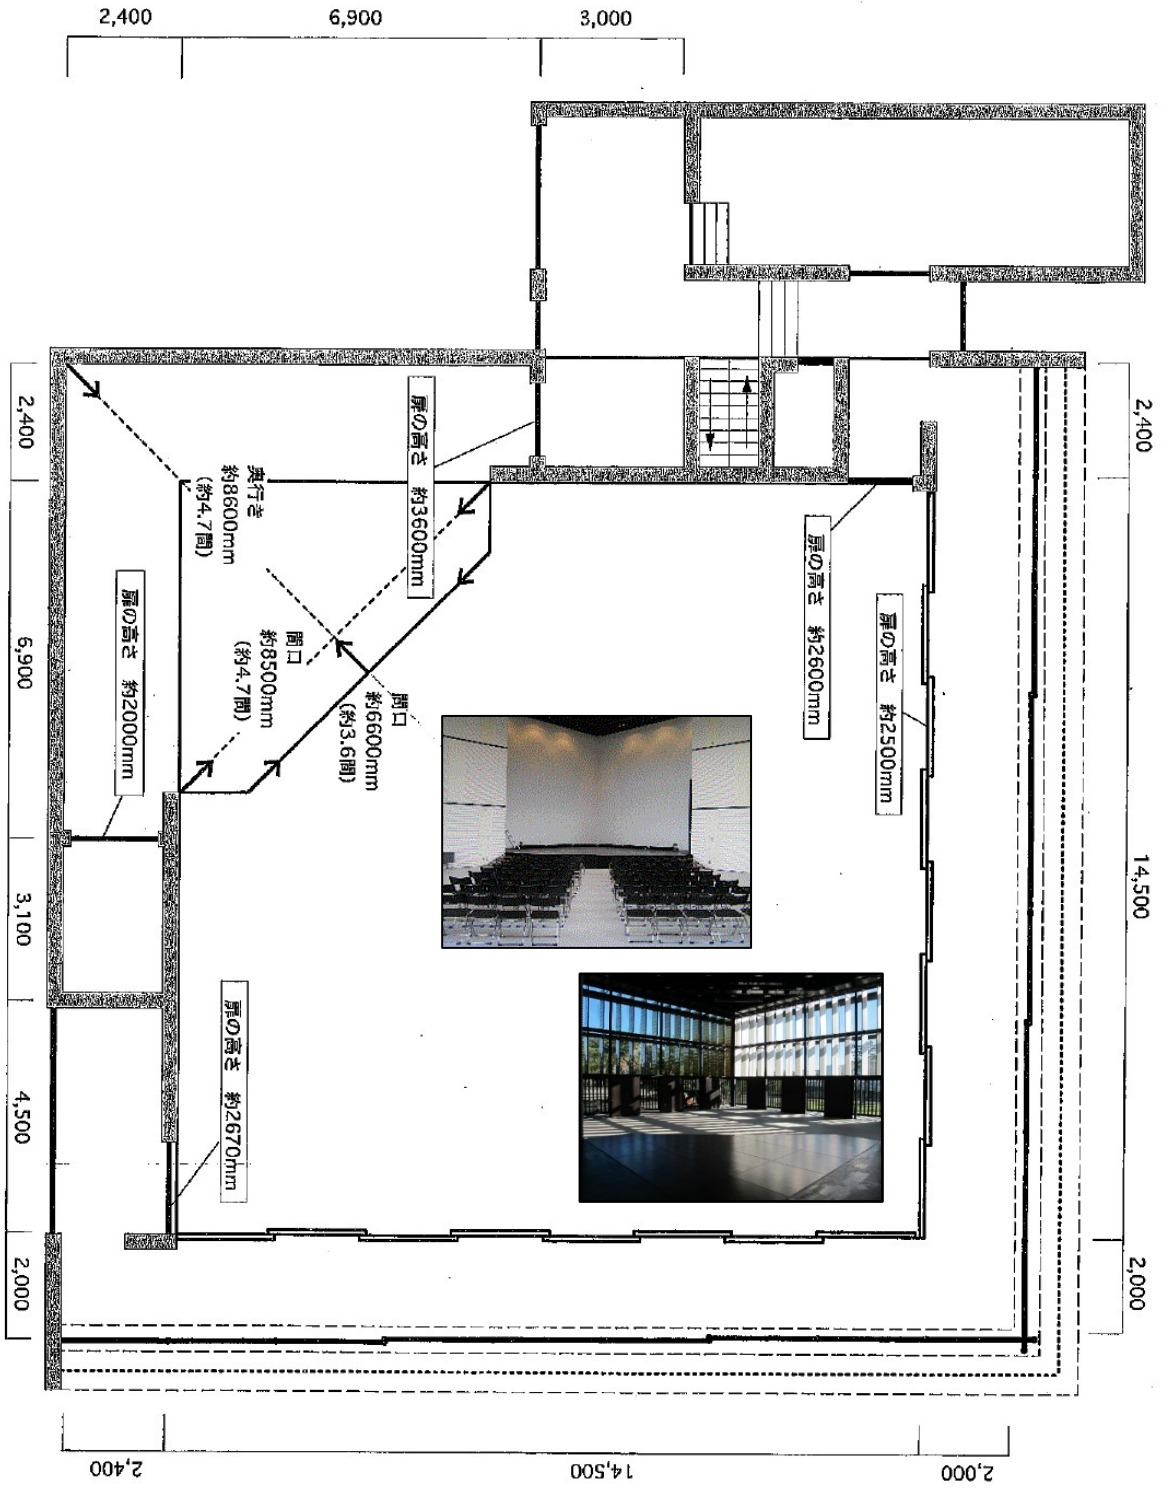 2,400
6,900
3,000
2,400
6,900
3,100
4,500
2,000
2,400
14,500
2,000
扉の高さ 約3600mm
奥行き
約8600mm
(約4.7間)
間口
約8500mm
(約4.7間)
間口
約6600mm
(約3.6間)
扉の高さ 約2600mm
扉の高さ 約2500mm
扉の高さ 約2000mm
扉の高さ 約2670mm
2,400
14,500
2,000